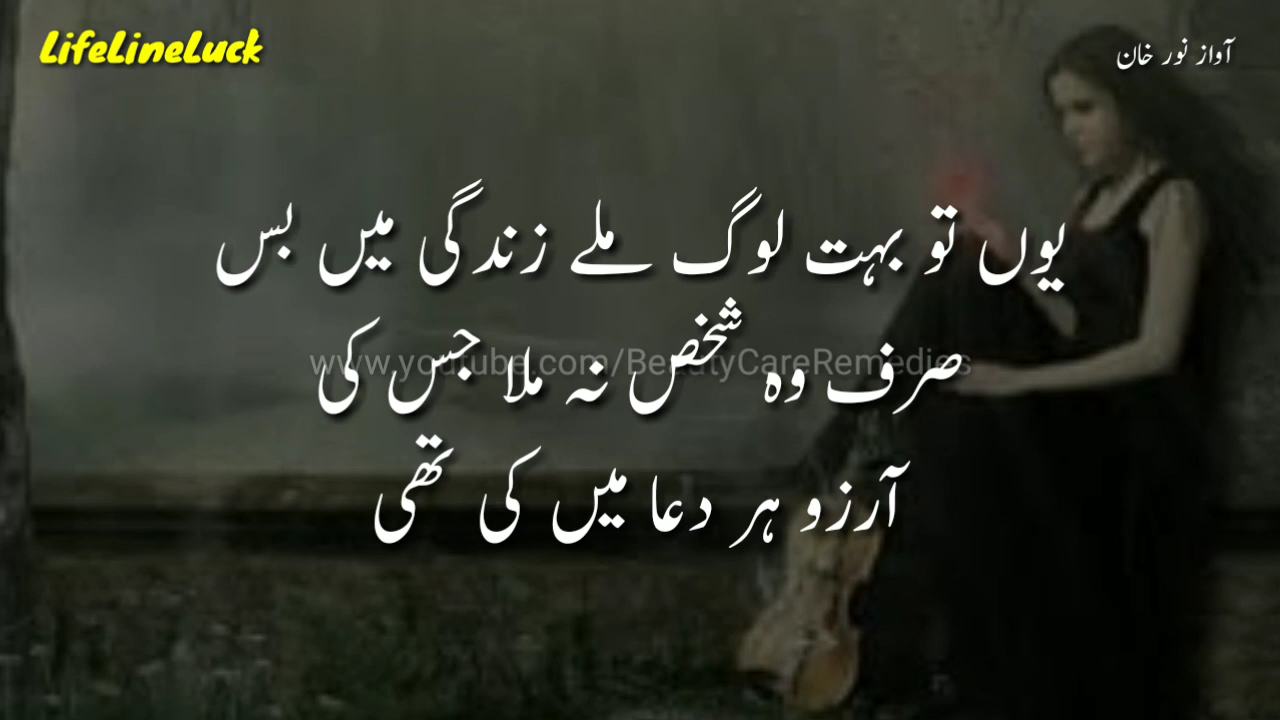 LifeLineLuck
آواز نور خان
یوں تو بہت لوگ ملے زندگی میں بس
صرف وہ شخص نہ ملا جس کی
www.youtube.com/BeautyCareRemedies
آرزو ہر دعا میں کی تھی